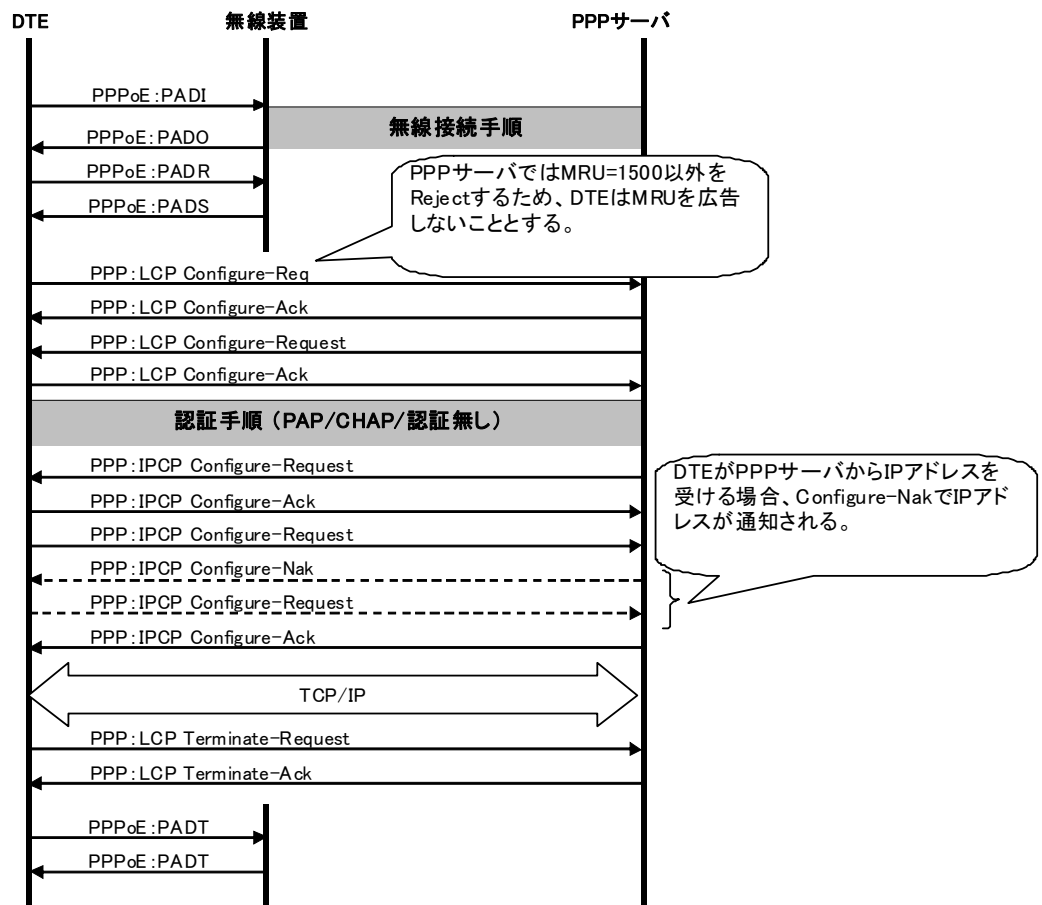 DTE
無線装置
PPPサーバ
PPPoE:PADI
無線接続手順
PPPoE:PADO
PPPサーバではMRU=1500以外を
Rejectするため、DTEはMRUを広告
しないこととする。
PPPoE:PADR
PPPoE:PADS
PPP:LCP Configure-Req
PPP:LCP Configure-Ack
PPP:LCP Configure-Request
PPP:LCP Configure-Ack
認証手順（PAP/CHAP/認証無し）
PPP:IPCP Configure-Request
DTEがPPPサーバからIPアドレスを
受ける場合、Configure-NakでIPアド
レスが通知される。
PPP:IPCP Configure-Ack
PPP:IPCP Configure-Request
PPP:IPCP Configure-Nak
PPP:IPCP Configure-Request
PPP:IPCP Configure-Ack
TCP/IP
PPP:LCP Terminate-Request
PPP:LCP Terminate-Ack
PPPoE:PADT
PPPoE:PADT